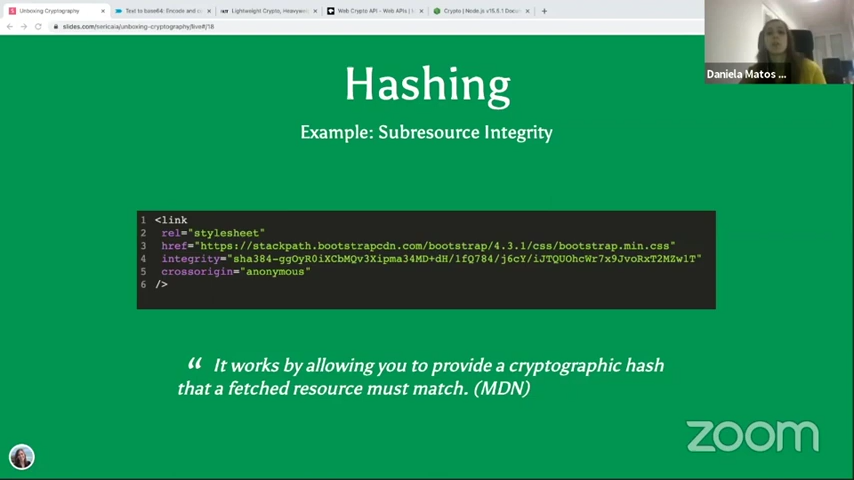 Unboxing Cryptography
Text to base64: Encode and
Lightweight Crypto, Heavyweig
Web Crypto API - Web APIs |
Crypto | Node.js v15.5.1 Docum
slides.com/sericaia/unboxing-cryptography/live#/18
Daniela Matos ...
Hashing
Example: Subresource Integrity
1 <link
2 rel="stylesheet"
3 href="https://stackpath.bootstrapcdn.com/bootstrap/4.3.1/css/bootstrap.min.css"
4 integrity="sha384-ggOyR0iXCbMQv3Xipma34MD+dH/1fQ784/j6cY/iJTQUOhcWr7x9JvoRxT2MZw1T"
5 crossorigin="anonymous"
6 />
“ It works by allowing you to provide a cryptographic hash
that a fetched resource must match. (MDN)
zoom